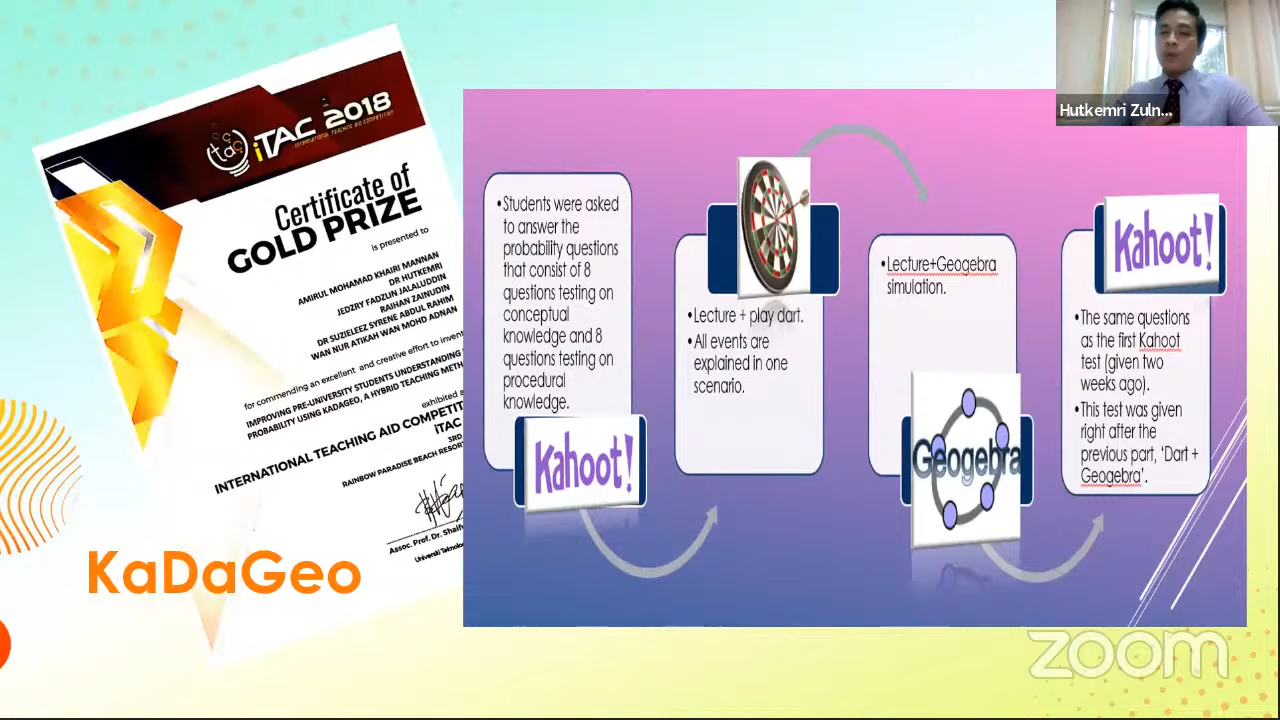 iTAC 2018
INTERNATIONAL TEACHING AID COMPETITION
Certificate of
GOLD PRIZE
is presented to
AMIRUL MOHAMAD KHAIRI MANNAN
DR HUTKEMRI
JEDZRY FADZLIN JALALUDDIN
RAIHAN ZAINUDIN
DR SUZIELEEZ SYRENE ABDUL RAHIM
WAN NUR ATIKAH WAN MOHD ADNAN
for commending an excellent and creative effort to invent
IMPROVING PRE-UNIVERSITY STUDENTS UNDERSTANDING
PROBABILITY USING KADAGEO, A HYBRID TEACHING METH
exhibited a
INTERNATIONAL TEACHING AID COMPETIT
iTAC
3RD
RAINBOW PARADISE BEACH RESOR
Assoc. Prof. Dr. Shaif
Universiti Teknolo
KaDaGeo
•Students were asked
to answer the
probability questions
that consist of 8
questions testing on
conceptual
knowledge and 8
questions testing on
procedural
knowledge.
Kahoot!
•Lecture + play dart.
•All events are
explained in one
scenario.
•Lecture+Geogebra
simulation.
Geogebra
Kahoot!
•The same questions
as the first Kahoot
test (given two
weeks ago).
•This test was given
right after the
previous part, 'Dart +
Geogebra'.
Hutkemri Zuln...
zoom